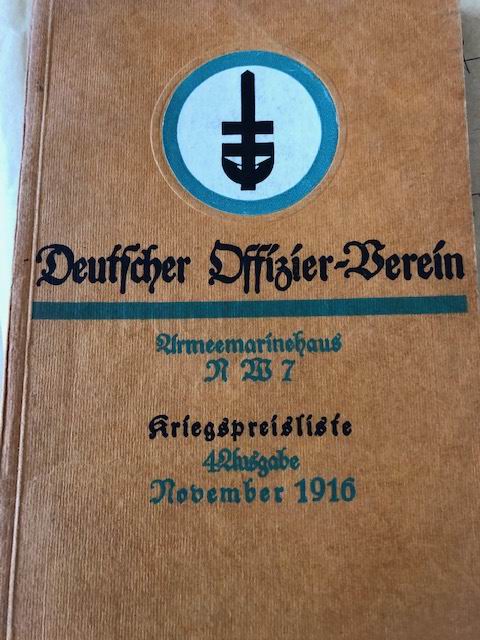 Deutscher Offizier-Verein
Armeemarinehaus
N W 7
Kriegspreisliste
4 Ausgabe
November 1916